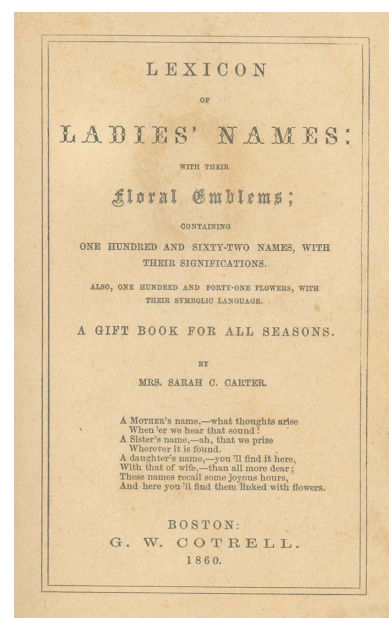 LEXICON
OF
LADIES' NAMES:
WITH THEIR
Floral Emblems;
CONTAINING
ONE HUNDRED AND SIXTY-TWO NAMES, WITH
THEIR SIGNIFICATIONS.
ALSO, ONE HUNDEED AND FORTY-ONE FLOWERS, WITH
THEIR SYMBOLIC LANGUAGE.
A GIFT BOOK FOR ALL SEASONS.
BY
MRS. SARAH C. CARTER.
A MOTHER's name,—what thoughts arise
When 'er we hear that sound!
A Sister's name,—ah, that we prize
Wherever it is found.
A daughter's name,—you 'll find it here,
With that of wife,—than all more dear;
These names recall some joyous hours,
And here you 'll find them linked with flowers.
BOSTON:
G. W. COTRELL.
1860.